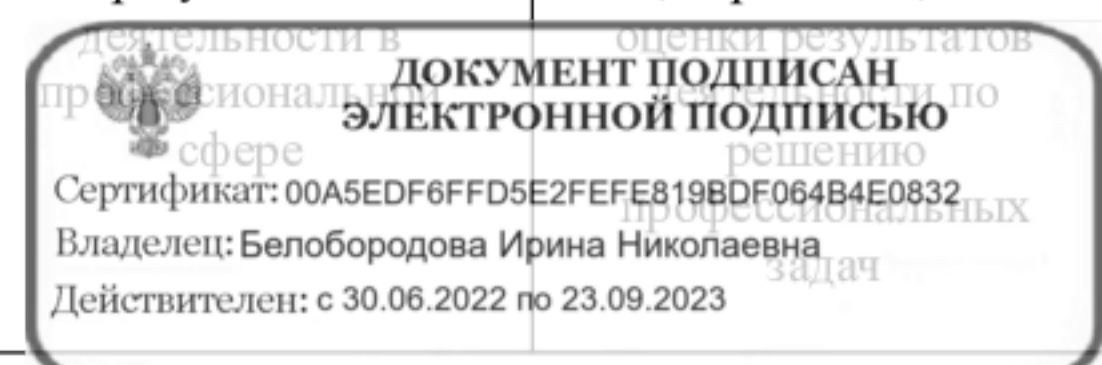 деятельности в
оценки результатов
ДОКУМЕНТ ПОДПИСАН
деятельности по
ЭЛЕКТРОННОЙ ПОДПИСЬЮ
сфере
решению
Сертификат: 00A5EDF6FFD5E2FEFE819BDF064B4E0832
профессиональных
Владелец: Белобородова Ирина Николаевна
задач
Действителен: с 30.06.2022 по 23.09.2023